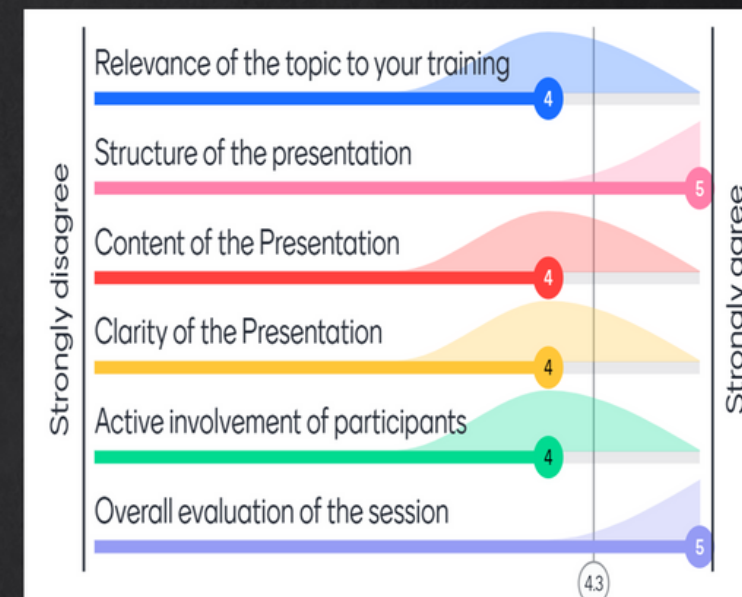 Strongly disagree
Relevance of the topic to your training
4
Structure of the presentation
5
Content of the Presentation
4
Clarity of the Presentation
4
Active involvement of participants
4
Overall evaluation of the session
5
4.3
Strongly agree